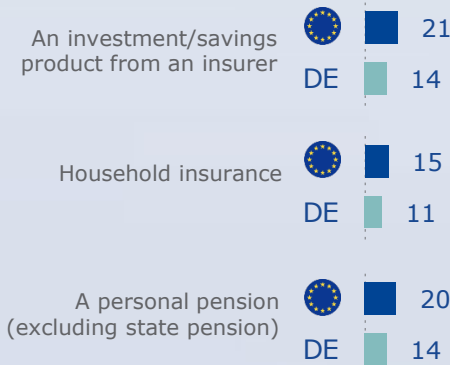 An investment/savings
product from an insurer
21
DE 14
Household insurance
15
DE 11
A personal pension
(excluding state pension)
20
DE 14